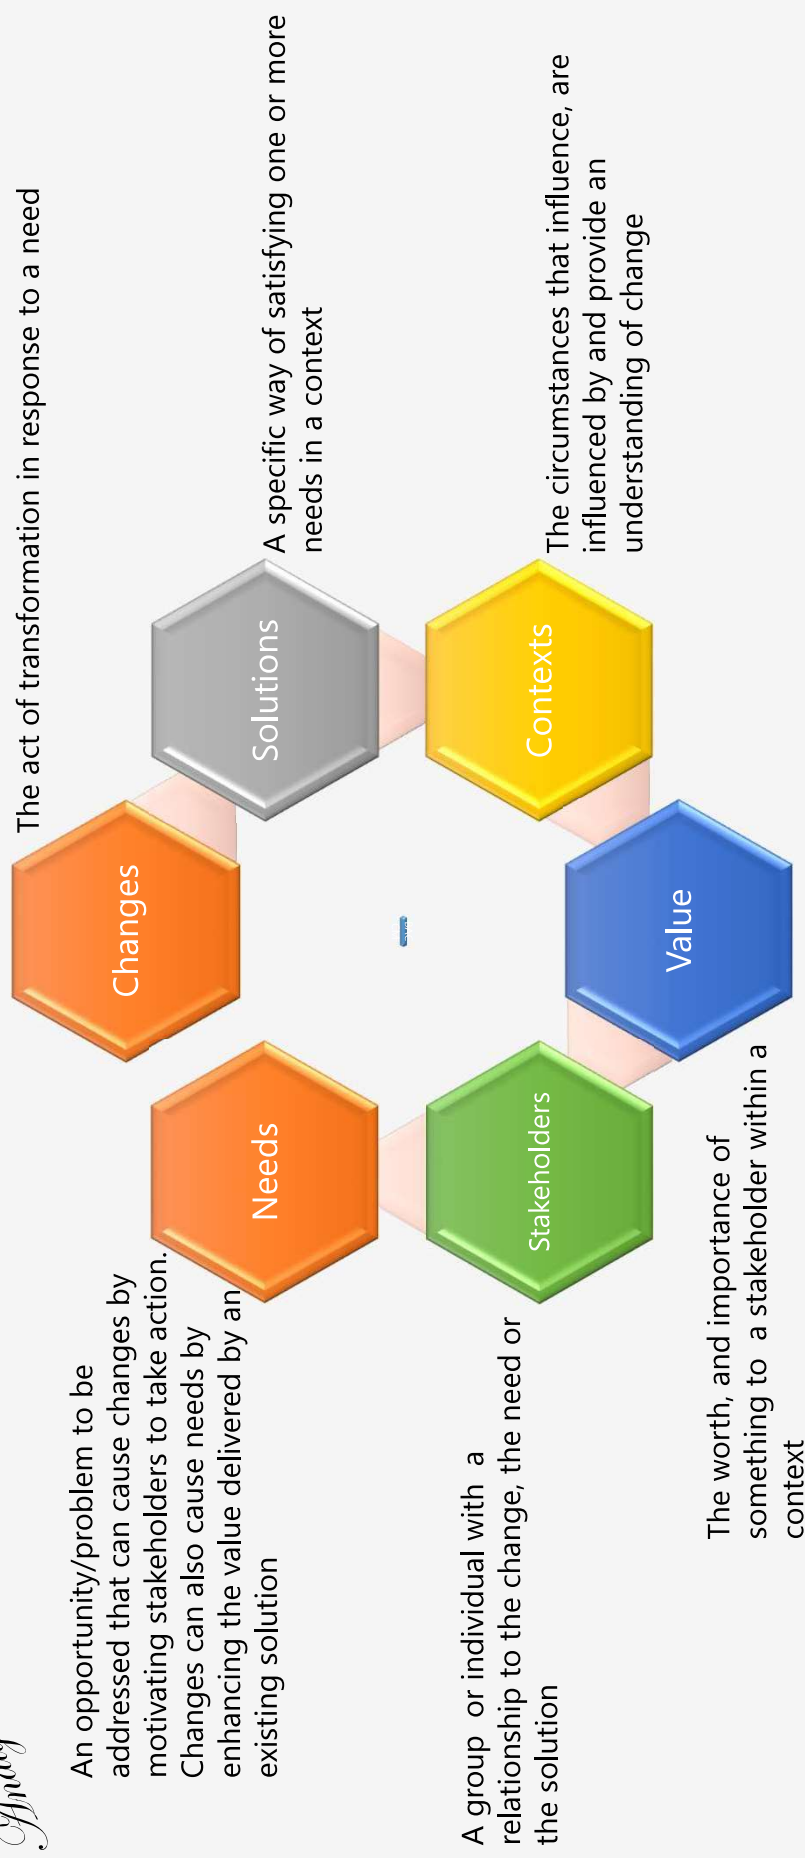 The act of transformation in response to a need
Changes
An opportunity/problem to be
addressed that can cause changes by
motivating stakeholders to take action.
Changes can also cause needs by
enhancing the value delivered by an
existing solution
Needs
Solutions
A specific way of satisfying one or more
needs in a context
A group or individual with a
relationship to the change, the need or
the solution
Stakeholders
Contexts
The circumstances that influence, are
influenced by and provide an
understanding of change
Value
The worth, and importance of
something to a stakeholder within a
context